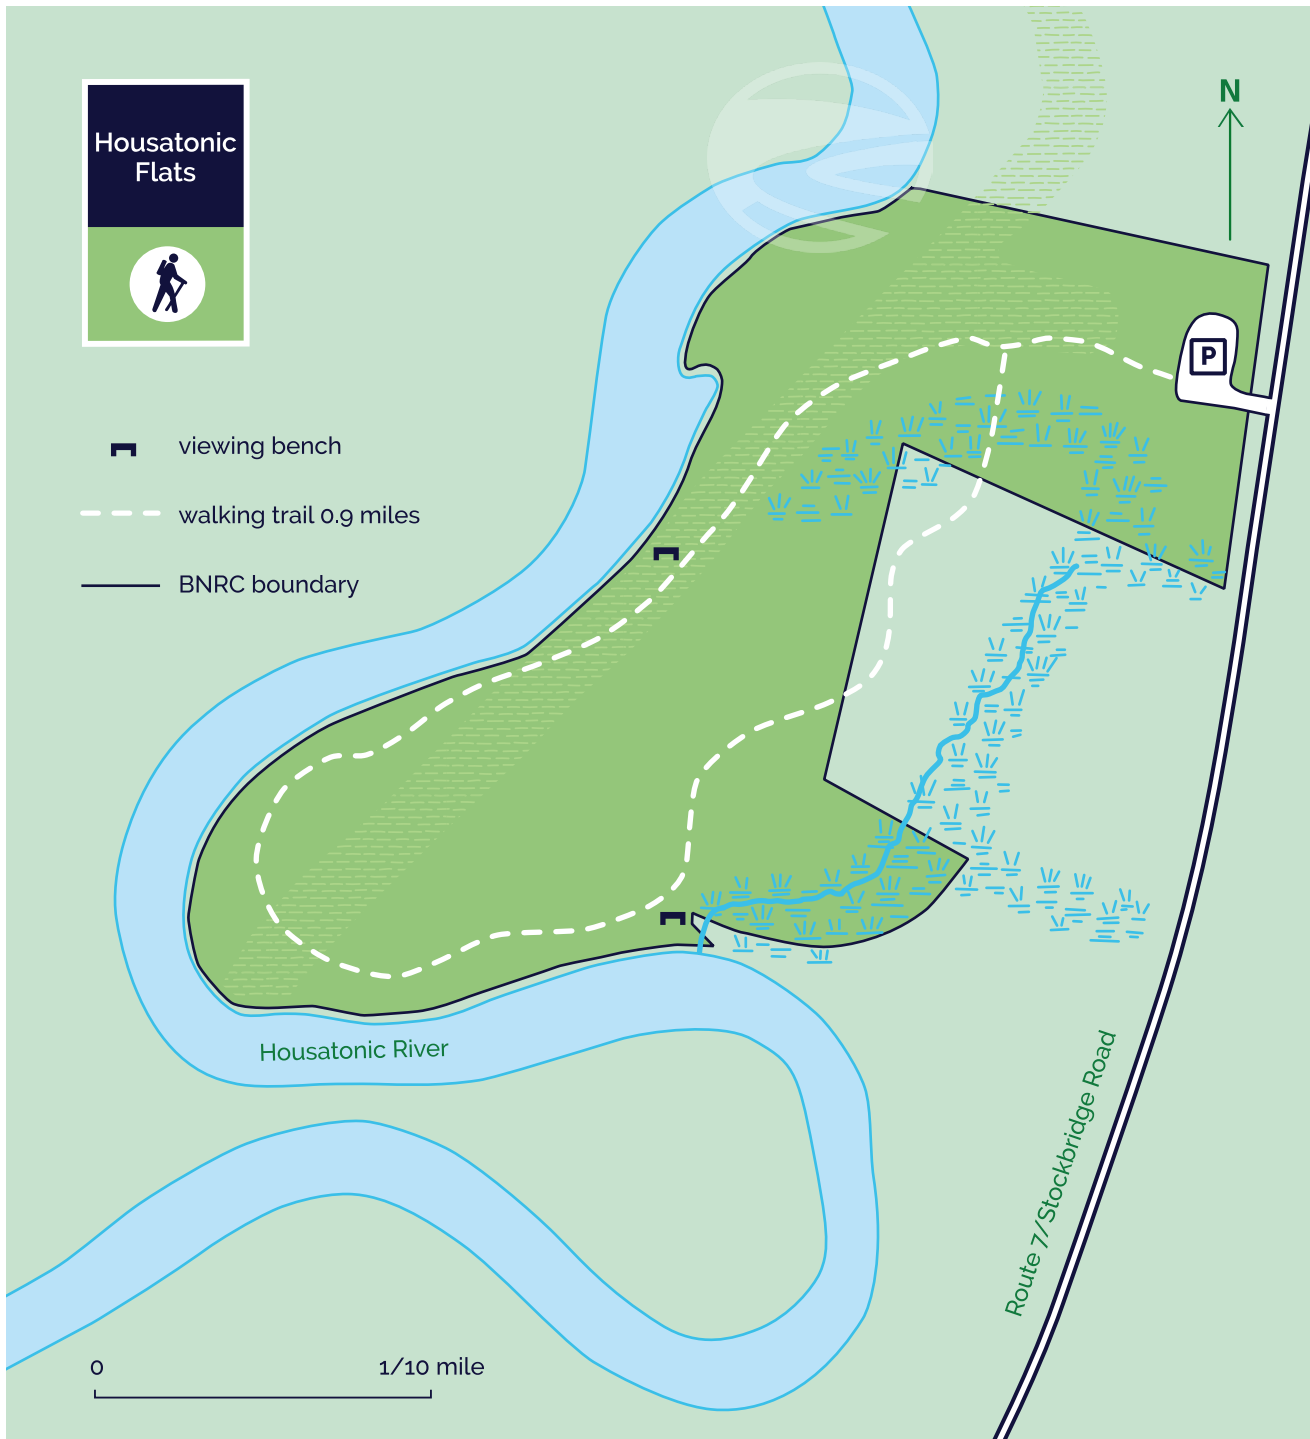 Housatonic
Flats
N
P
viewing bench
walking trail 0.9 miles
BNRC boundary
Housatonic River
Route 7/Stockbridge Road
0
1/10 mile